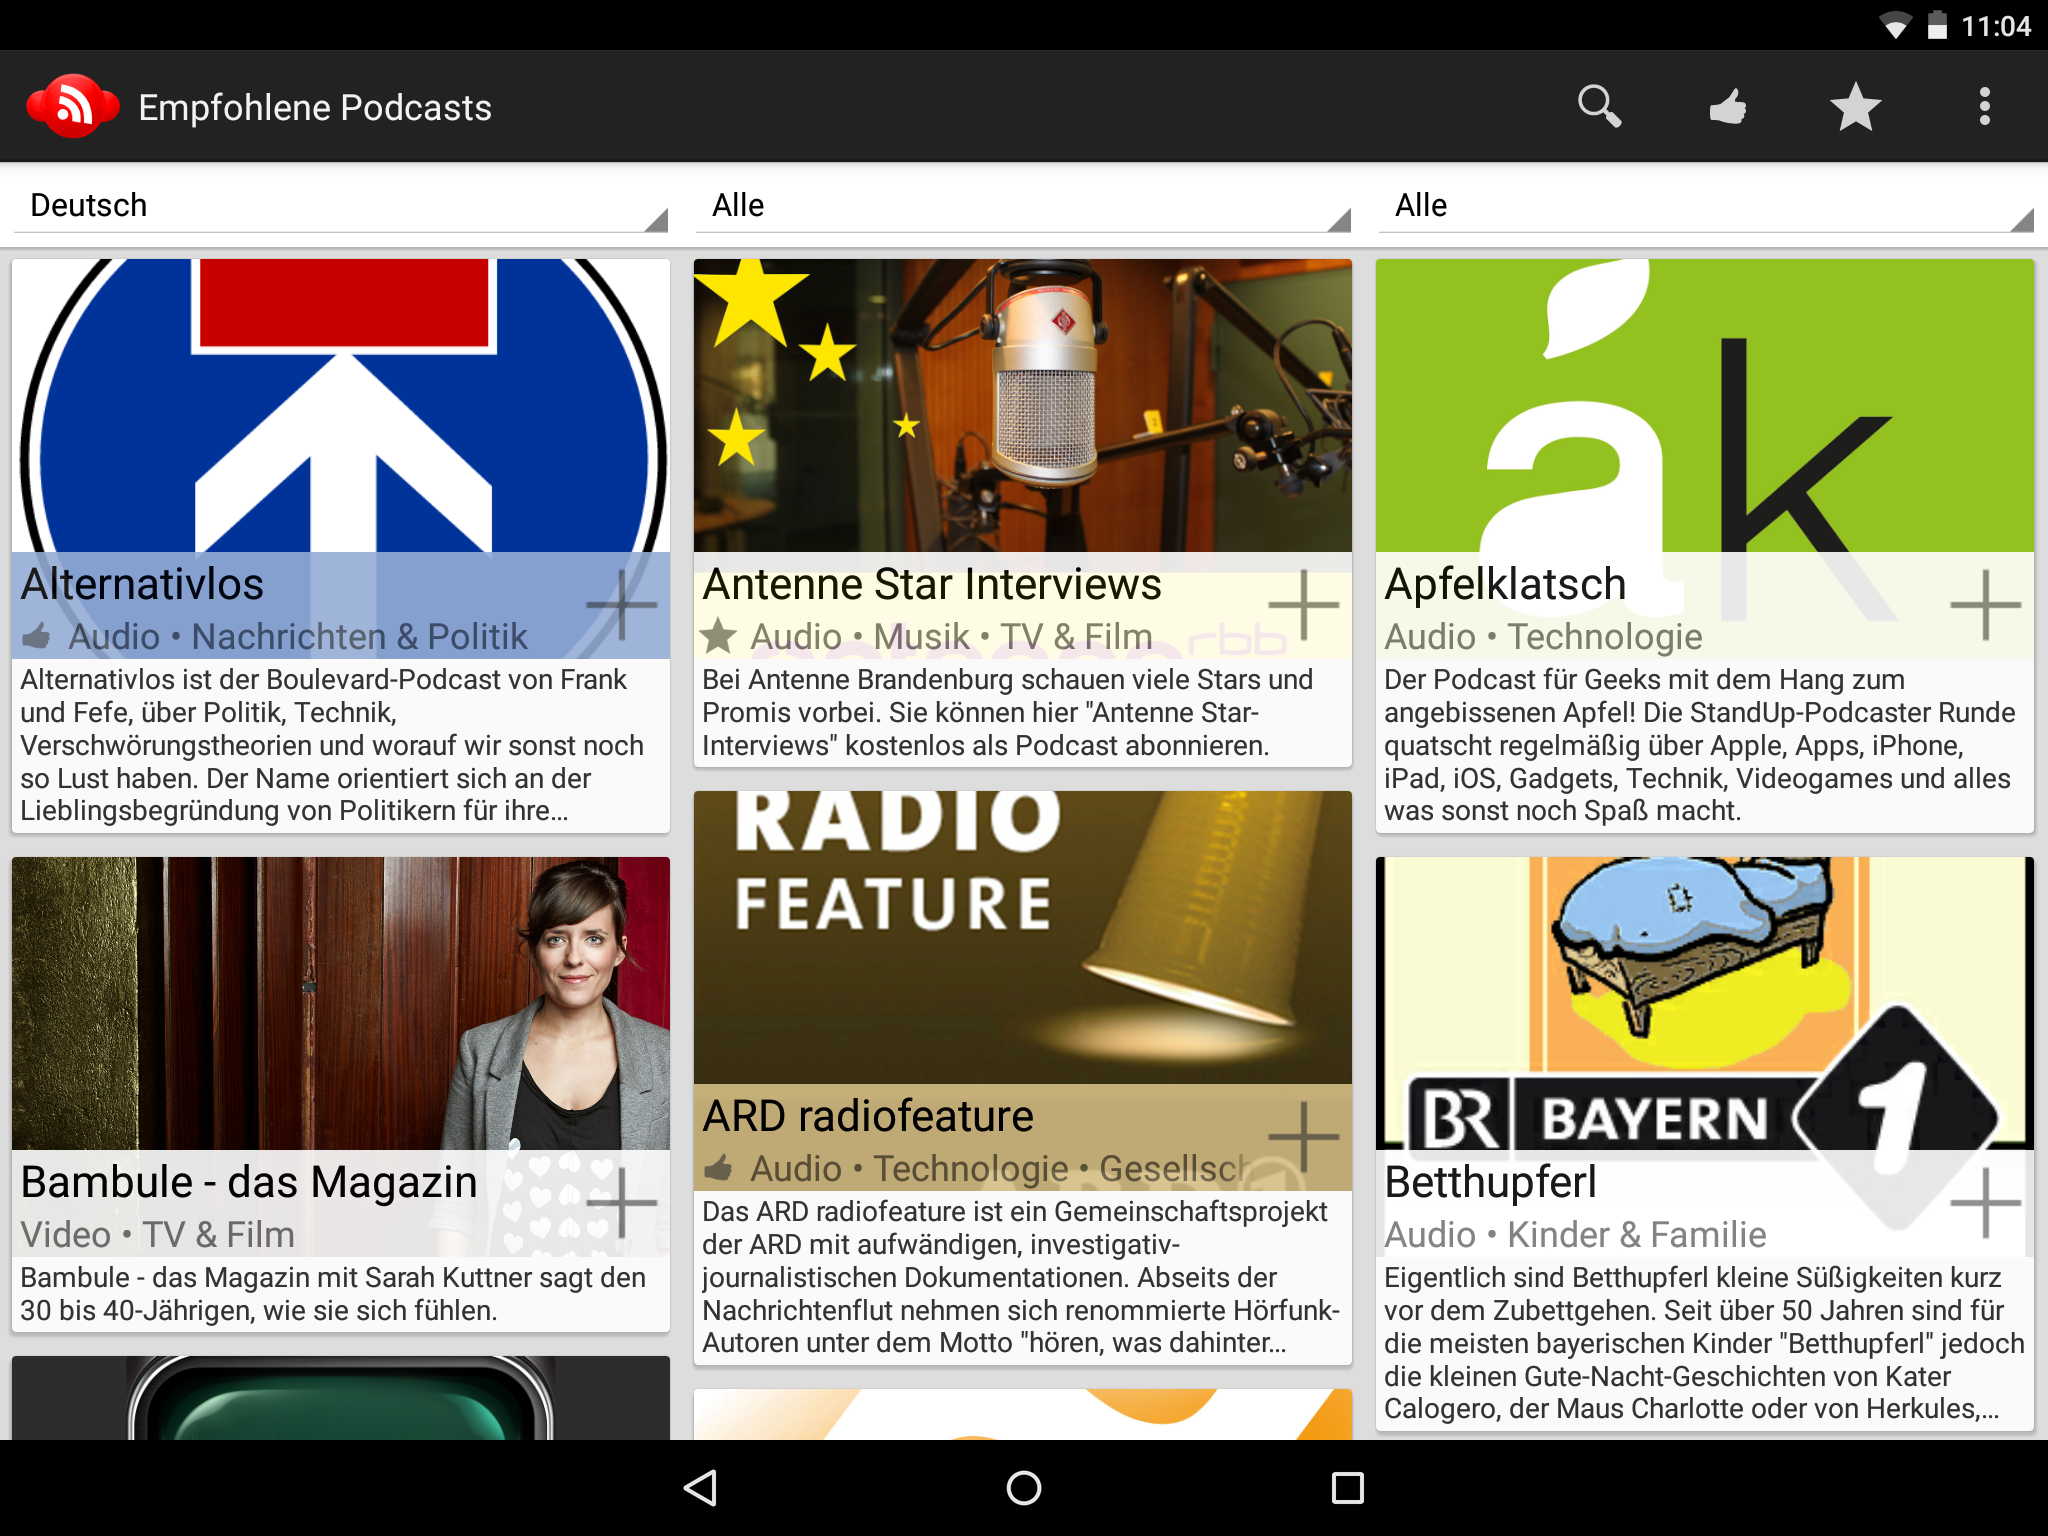 11:04
Empfohlene Podcasts
Deutsch
Alle
Alle
Alternativlos
Audio • Nachrichten & Politik
Alternativlos ist der Boulevard-Podcast von Frank
und Fefe, über Politik, Technik,
Verschwörungstheorien und worauf wir sonst noch
so Lust haben. Der Name orientiert sich an der
Lieblingsbegründung von Politikern für ihre...
Antenne Star Interviews
Audio • Musik • TV & Film
rbb
Bei Antenne Brandenburg schauen viele Stars und
Promis vorbei. Sie können hier "Antenne Star-
Interviews" kostenlos als Podcast abonnieren.
ák
Apfelklatsch
Audio • Technologie
Der Podcast für Geeks mit dem Hang zum
angebissenen Apfel! Die StandUp-Podcaster Runde
quatscht regelmäßig über Apple, Apps, iPhone,
iPad, iOS, Gadgets, Technik, Videogames und alles
was sonst noch Spaß macht.
Bambule - das Magazin
Video • TV & Film
Bambule - das Magazin mit Sarah Kuttner sagt den
30 bis 40-Jährigen, wie sie sich fühlen.
RADIO
FEATURE
ARD radiofeature
Audio • Technologie • Gesellsch
Das ARD radiofeature ist ein Gemeinschaftsprojekt
der ARD mit aufwändigen, investigativ-
journalistischen Dokumentationen. Abseits der
Nachrichtenflut nehmen sich renommierte Hörfunk-
Autoren unter dem Motto "hören, was dahinter...
BR BAYERN 1
Betthupferl
Audio • Kinder & Familie
Eigentlich sind Betthupferl kleine Süßigkeiten kurz
vor dem Zubettgehen. Seit über 50 Jahren sind für
die meisten bayerischen Kinder "Betthupferl" jedoch
die kleinen Gute-Nacht-Geschichten von Kater
Calogero, der Maus Charlotte oder von Herkules,...